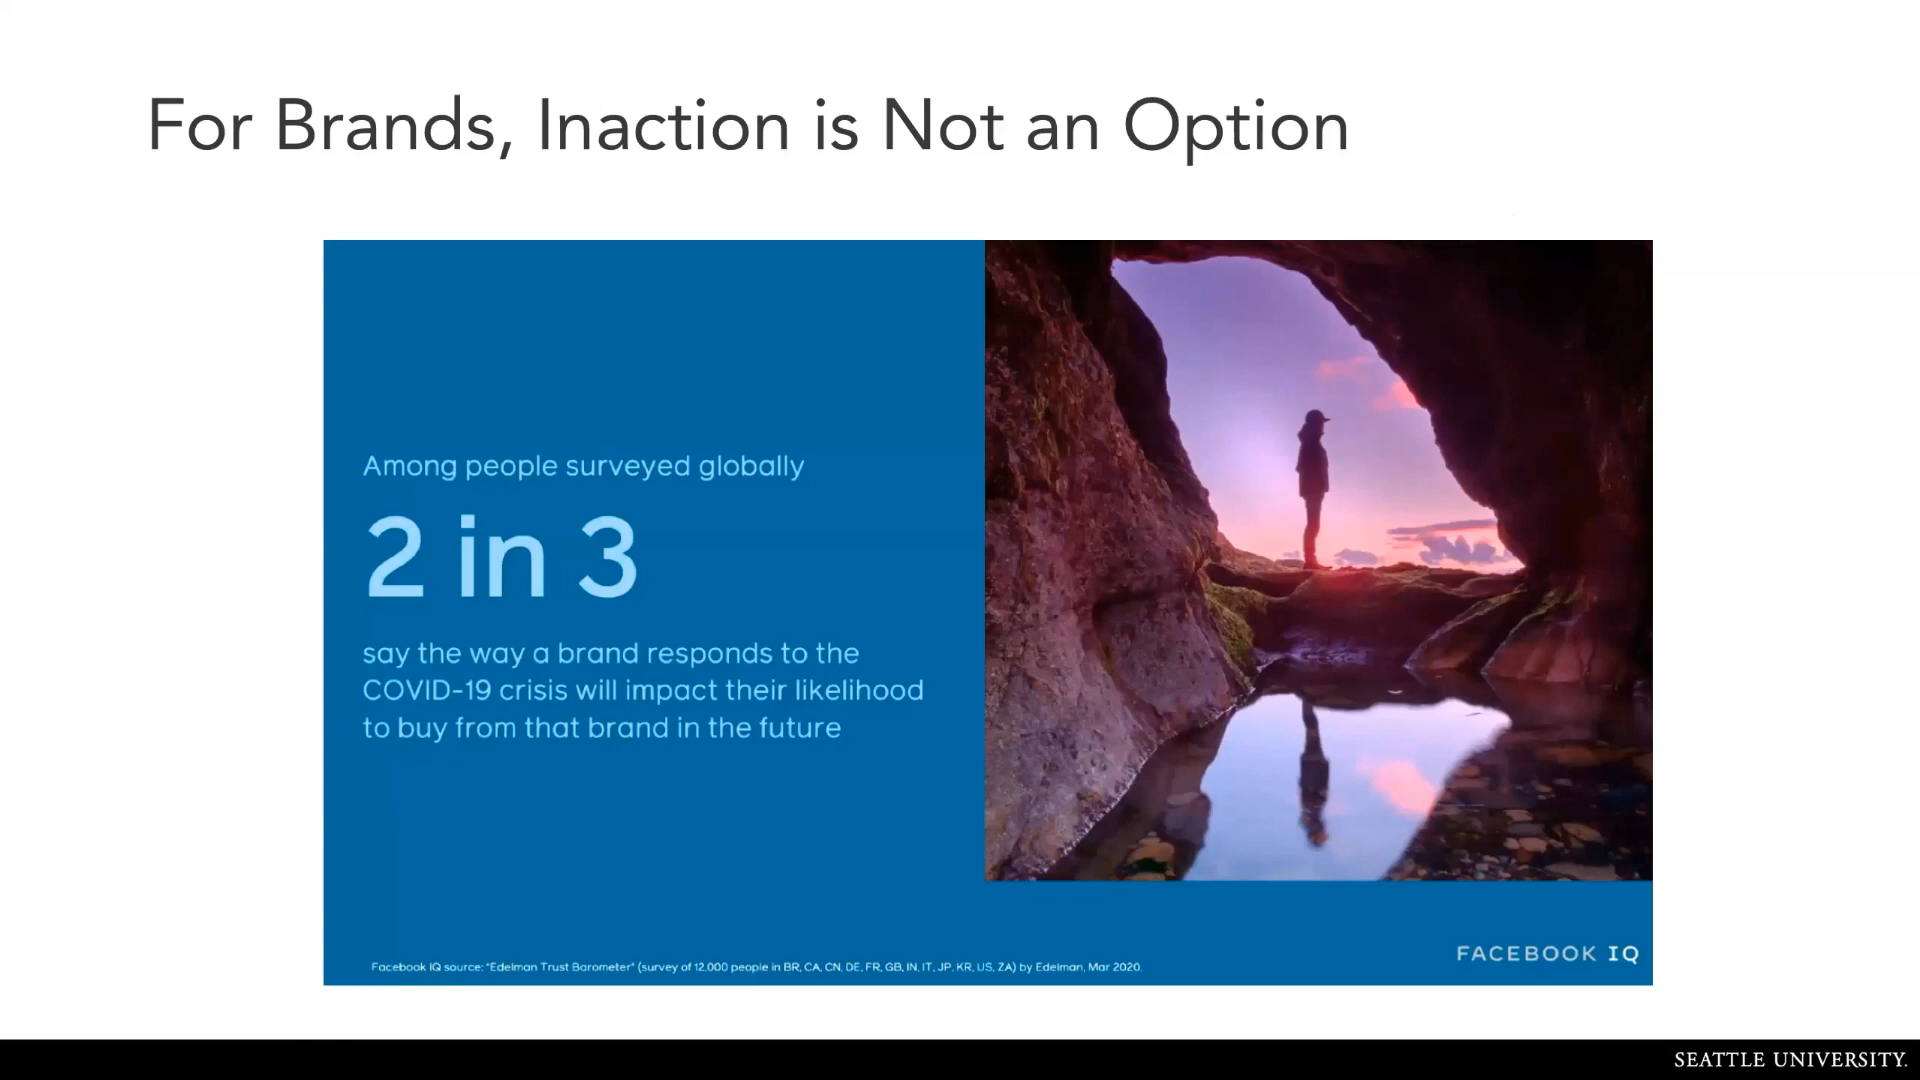 For Brands, Inaction is Not an Option
Among people surveyed globally
2 in 3
say the way a brand responds to the
COVID-19 crisis will impact their likelihood
to buy from that brand in the future
Facebook IQ source: "Edelman Trust Barometer" (survey of 12,000 people in BR, CA, CN, DE, FR, GB, IN, IT, JP, KR, US, ZA) by Edelman, Mar 2020.
FACEBOOK IQ
SEATTLE UNIVERSITY.